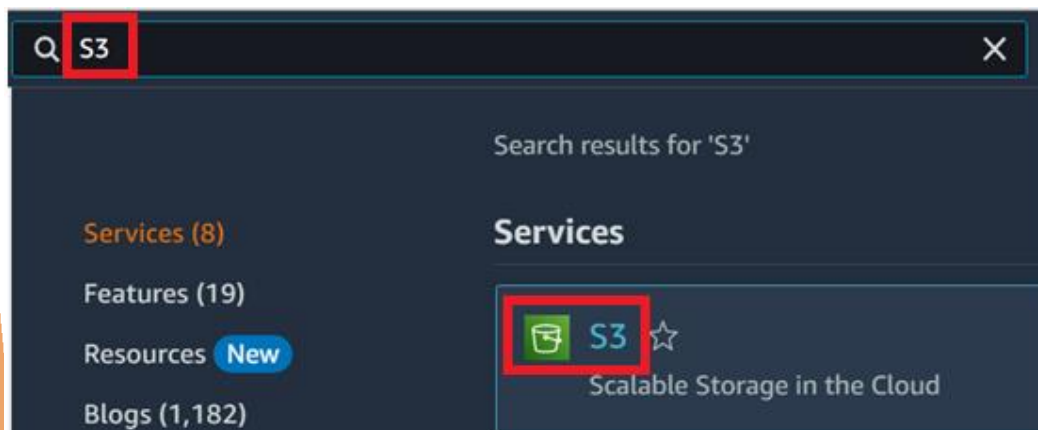 S3
Search results for 'S3'
Services (8)
Features (19)
Resources New
Blogs (1,182)
Services
S3
Scalable Storage in the Cloud